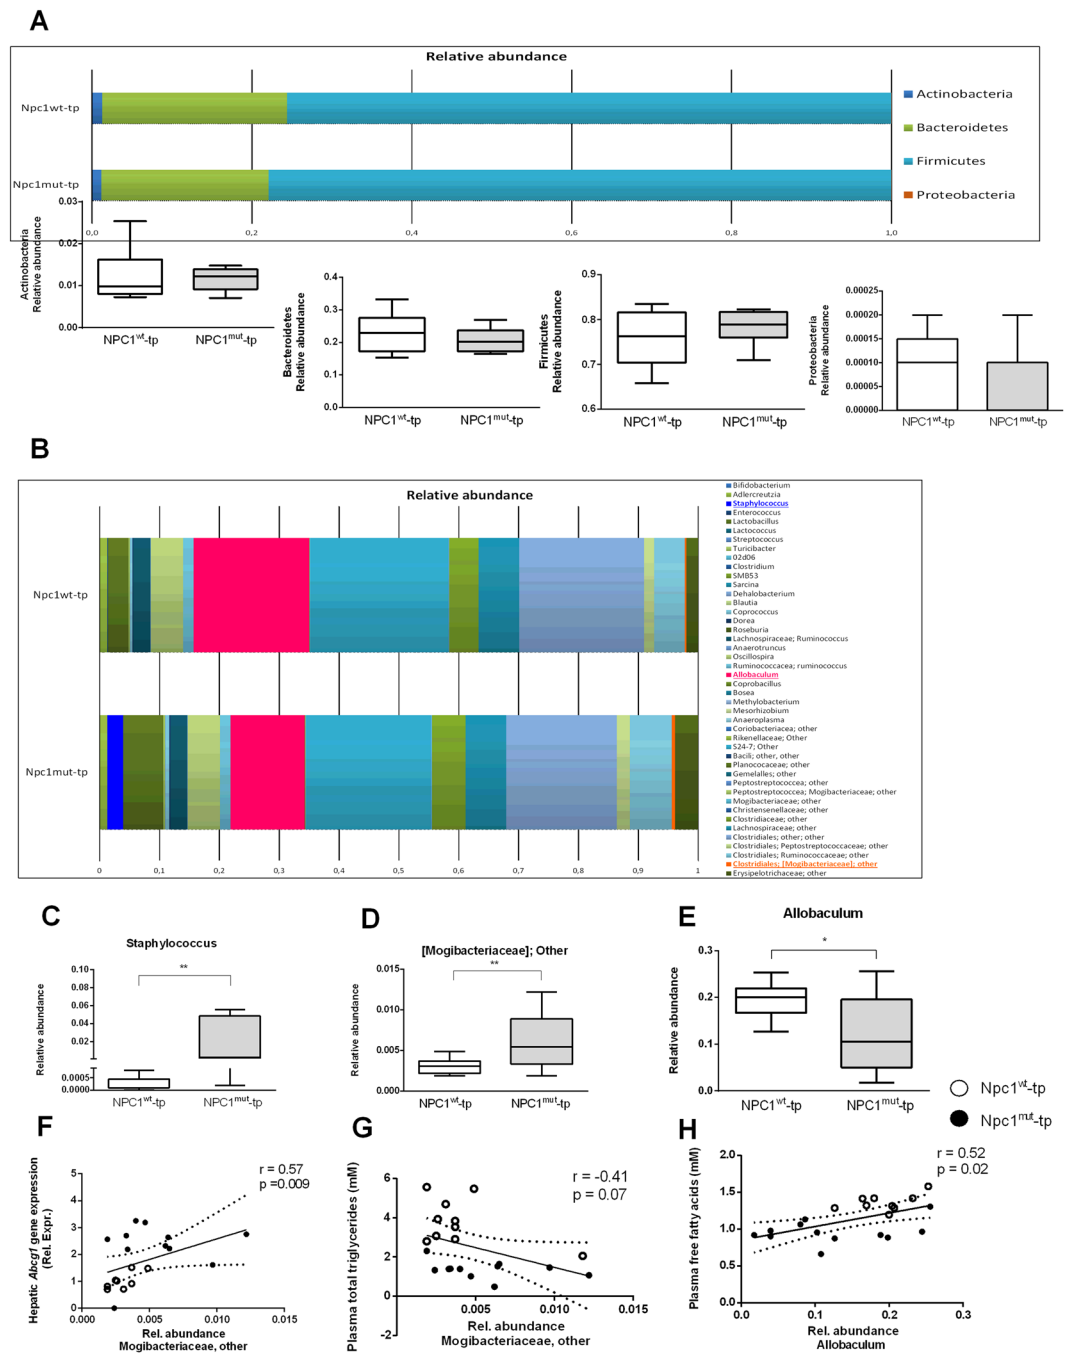 A
Relative abundance
Npc1wt-tp
Npc1mut-tp
0,0
0,2
0,4
0,6
0,8
1,0
Actinobacteria
Bacteroidetes
Firmicutes
Proteobacteria
Actinobacteria
Relative abundance
0.03
0.02
0.01
0.00
NPC1wt-tp
NPC1mut-tp
Bacteroidetes
Relative abundance
0.4
0.3
0.2
0.1
0.0
NPC1wt-tp
NPC1mut-tp
Firmicutes
Relative abundance
0.9
0.8
0.7
0.6
NPC1wt-tp
NPC1mut-tp
Proteobacteria
Relative abundance
0.00025
0.00020
0.00015
0.00010
0.00005
0.00000
NPC1wt-tp
NPC1mut-tp
B
Relative abundance
Npc1wt-tp
Npc1mut-tp
0
0,1
0,2
0,3
0,4
0,5
0,6
0,7
0,8
0,9
1
Bifidobacterium
Adlercreutzia
Staphylococcus
Enterococcus
Lactobacillus
Lactococcus
Streptococcus
Turicibacter
02d06
Clostridium
SMB53
Sarcina
Dehalobacterium
Blautia
Coprococcus
Dorea
Roseburia
Lachnospiraceae; Ruminococcus
Anaerotruncus
Oscillospira
Ruminococcacea; ruminococcus
Allobaculum
Coprobacillus
Bosea
Methylobacterium
Mesorhizobium
Anaeroplasma
Coriobacteriacea; other
Rikenellaceae; Other
S24-7; Other
Bacili; other, other
Planococaceae; other
Gemelalles; other
Peptostreptococcea; other
Peptostreptococcea; Mogibacteriaceae; other
Mogibacteriaceae; other
Christensenellaceae; other
Clostridiaceae; other
Lachnospiraceae; other
Clostridiales; other; other
Clostridiales; Peptostreptococcaceae; other
Clostridiales; Ruminococcaceae; other
Clostridiales; [Mogibacteriaceae]; other
Erysipelotrichaceae; other
C
Staphylococcus
**
Relative abundance
0.10
0.08
0.06
0.04
0.02
0.0005
0.0000
NPC1wt-tp
NPC1mut-tp
D
[Mogibacteriaceae]; Other
**
Relative abundance
0.015
0.010
0.005
0.000
NPC1wt-tp
NPC1mut-tp
E
Allobaculum
*
Relative abundance
0.3
0.2
0.1
0.0
NPC1wt-tp
NPC1mut-tp
Npc1wt-tp
Npc1mut-tp
F
r = 0.57
p =0.009
Hepatic Abcg1 gene expression
(Rel. Expr.)
5
4
3
2
1
0
0.000
0.005
0.010
0.015
Rel. abundance
Mogibacteriaceae, other
G
r = -0.41
p = 0.07
Plasma total triglycerides (mM)
6
4
2
0
-2
0.005
0.010
0.015
Rel. abundance
Mogibacteriaceae, other
H
r = 0.52
p = 0.02
Plasma free fatty acids (mM)
2.0
1.5
1.0
0.5
0.0
0.0
0.1
0.2
0.3
Rel. abundance
Allobaculum